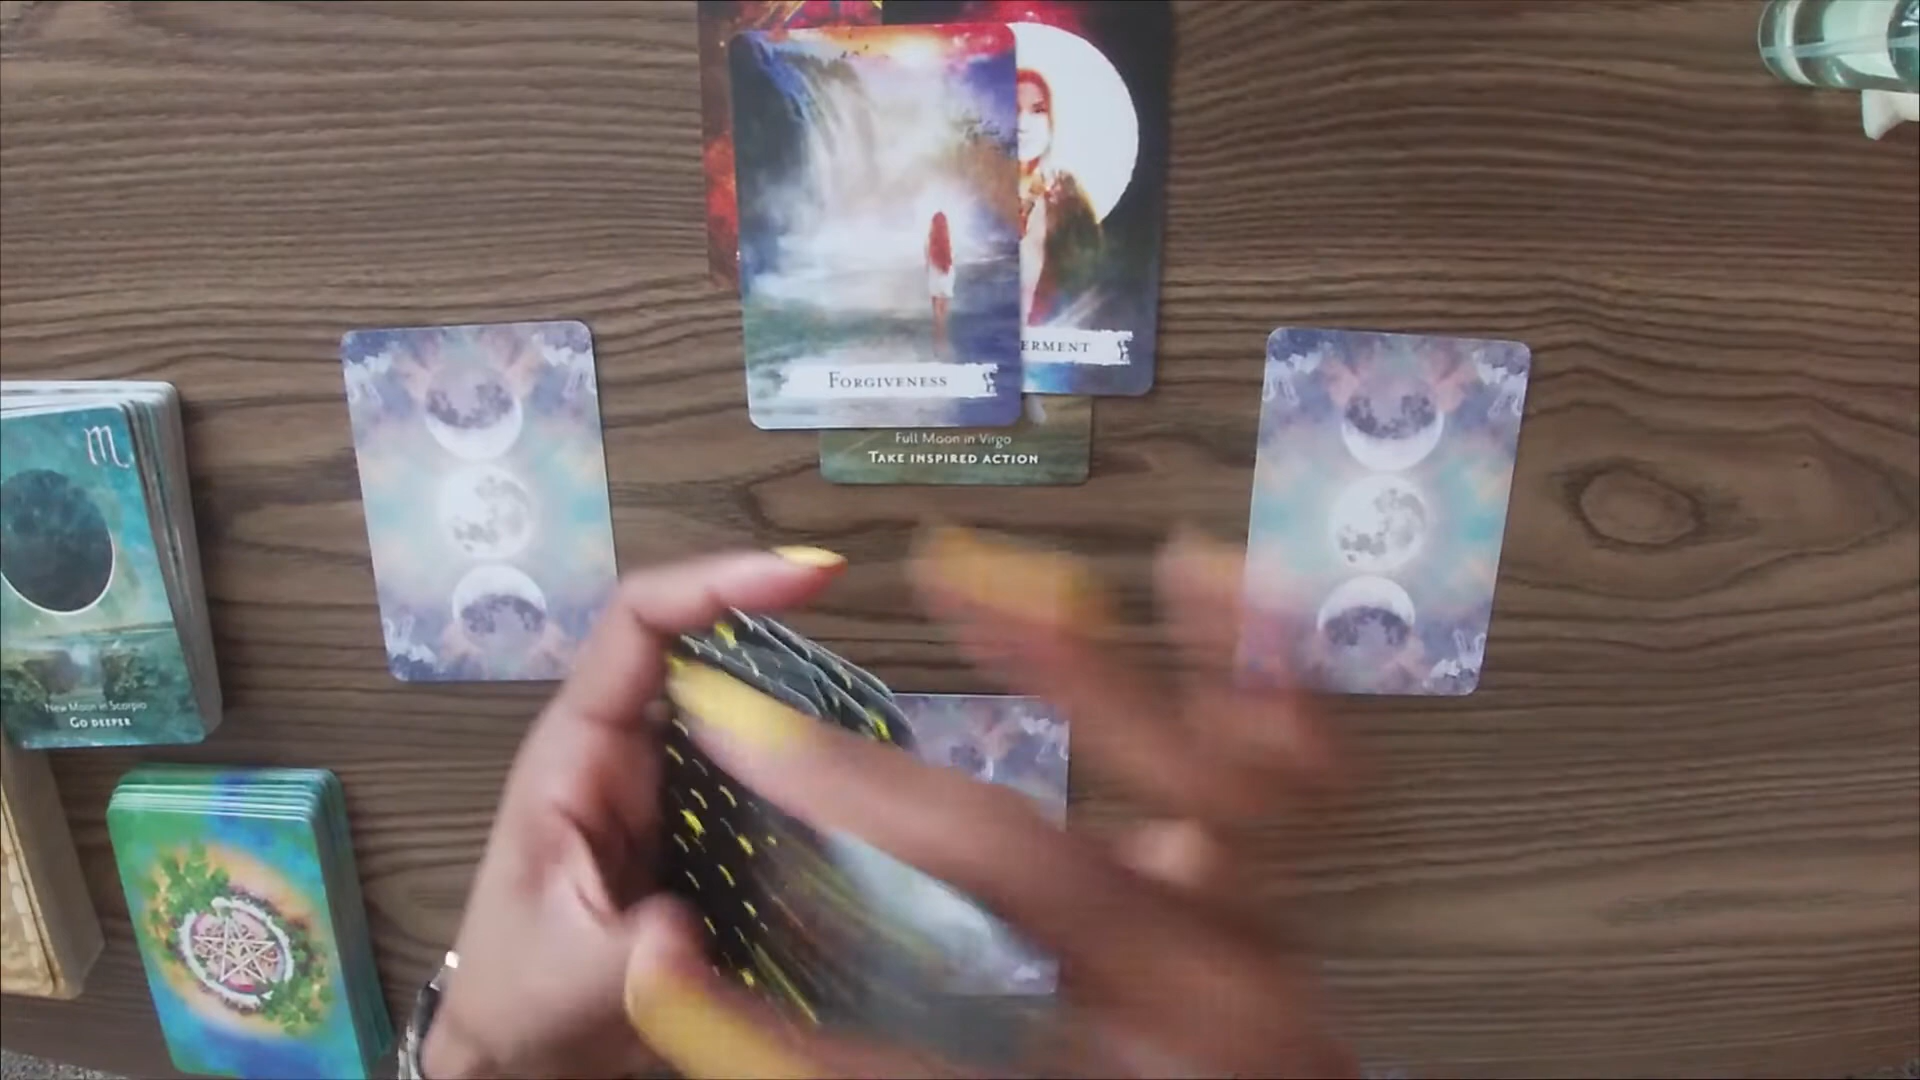 FORGIVENESS
ERMENT
Full Moon in Virgo
TAKE INSPIRED ACTION
New Moon in Scorpio
GO DEEPER